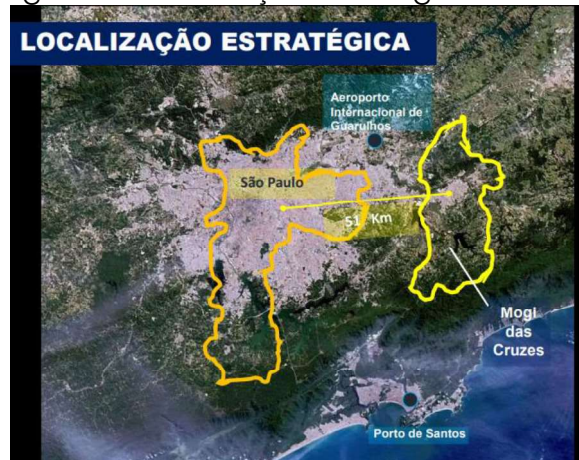 LOCALIZAÇÃO ESTRATÉGICA
Aeroporto
Internacional de
Guarulhos
São Paulo
51 Km
Mogi
das
Cruzes
Porto de Santos